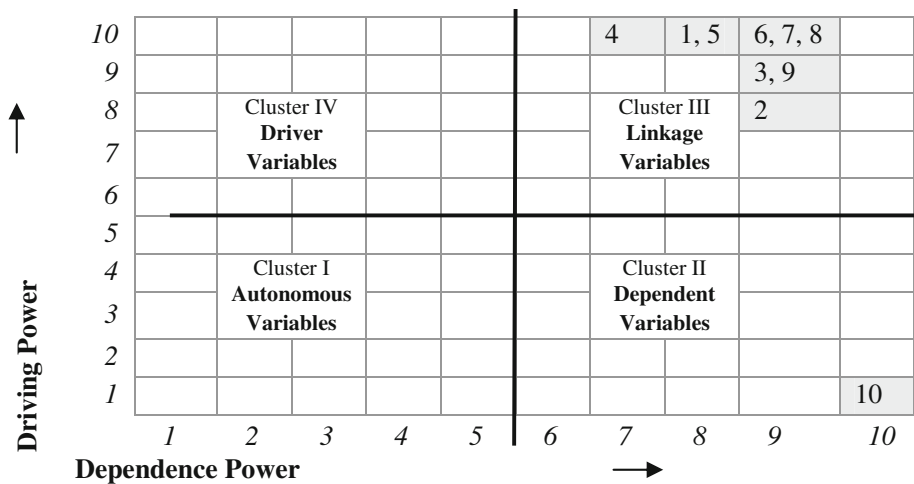 10 4 1, 5 6, 7, 8
9 3, 9
8 Cluster IV Cluster III 2
Driver Linkage
7 Variables Variables
6
5
4 Cluster I Cluster II
Autonomous Dependent
3 Variables Variables
2
1 10
1 2 3 4 5 6 7 8 9 10
Driving Power
Dependence Power